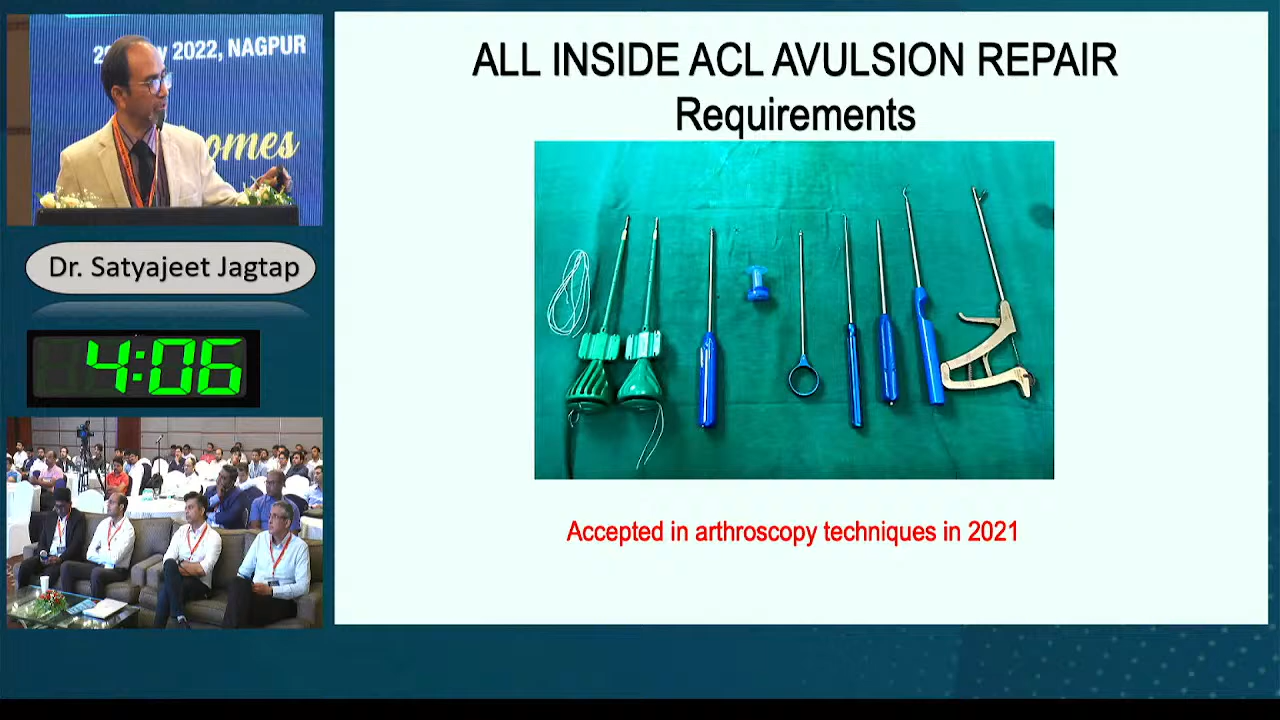 2022, NAGPUR
omes
ALL INSIDE ACL AVULSION REPAIR
Requirements
Dr. Satyajeet Jagtap
4:06
Accepted in arthroscopy techniques in 2021